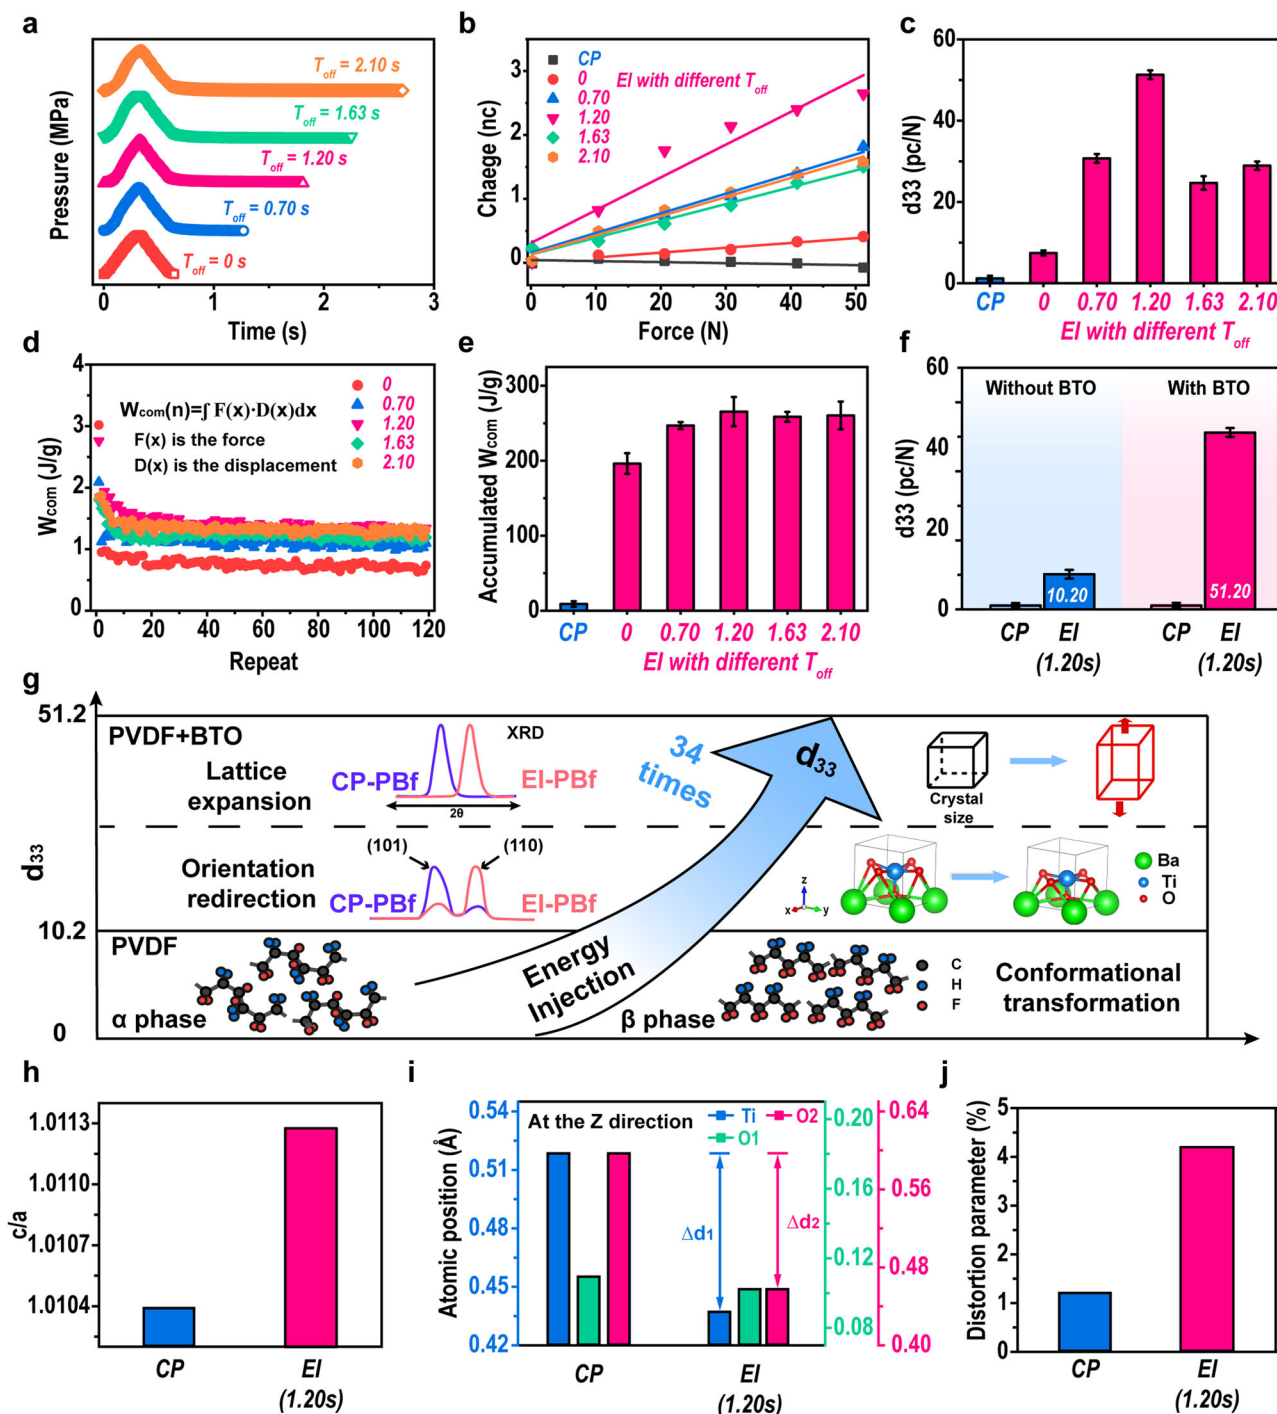 a
Pressure (MPa)
T_off = 2.10 s
T_off = 1.63 s
T_off = 1.20 s
T_off = 0.70 s
T_off = 0 s
0 1 2 3
Time (s)
b
Chaege (nc)
3
2
1
0
CP
0
0.70
1.20
1.63
2.10
EI with different T_off
0 10 20 30 40 50
Force (N)
c
d33 (pc/N)
60
40
20
0
CP 0 0.70 1.20 1.63 2.10
EI with different T_off
d
Wcom (J/g)
4
3
2
1
0
Wcom(n)=∫ F(x)·D(x)dx
F(x) is the force
D(x) is the displacement
0
0.70
1.20
1.63
2.10
0 20 40 60 80 100 120
Repeat
e
Accumulated Wcom (J/g)
300
200
100
0
CP 0 0.70 1.20 1.63 2.10
EI with different T_off
f
d33 (pc/N)
60
40
20
0
Without BTO
With BTO
10.20
51.20
CP EI CP EI
(1.20s) (1.20s)
g
d33
51.2
10.2
0
PVDF+BTO
Lattice
expansion
XRD
CP-PBf
EI-PBf
2θ
34
times
d33
Crystal
size
(101)
(110)
Orientation
redirection
CP-PBf
EI-PBf
z
x
y
Ba
Ti
O
PVDF
α phase
Energy
Injection
β phase
C
H
F
Conformational
transformation
h
c/a
1.0113
1.0110
1.0107
1.0104
CP EI
(1.20s)
i
Atomic position (Å)
0.54
0.51
0.48
0.45
0.42
At the Z direction
Ti
O2
O1
Δd1
Δd2
0.20
0.16
0.12
0.08
0.64
0.56
0.48
0.40
CP EI
(1.20s)
j
Distortion parameter (%)
5
4
3
2
1
0
CP EI
(1.20s)